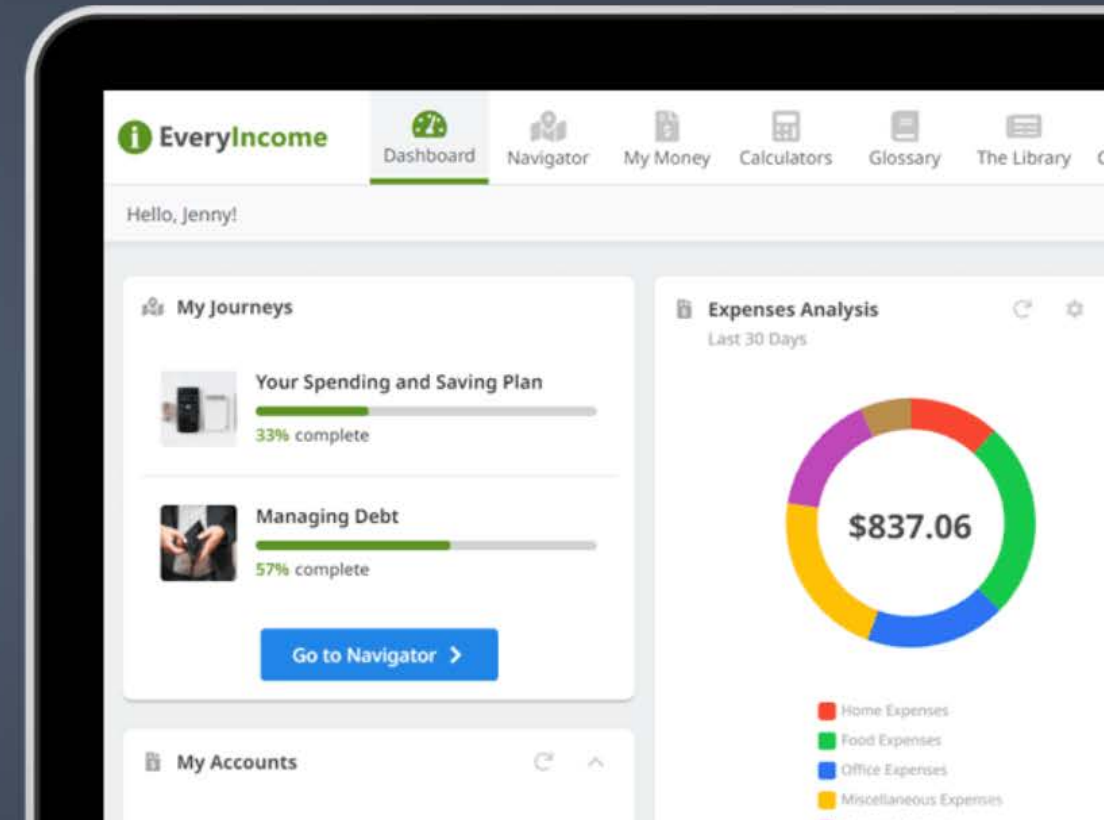 EveryIncome
Dashboard
Navigator
My Money
Calculators
Glossary
The Library
Hello, Jenny!
My Journeys
Your Spending and Saving Plan
33% complete
Managing Debt
57% complete
Go to Navigator
My Accounts
Expenses Analysis
Last 30 Days
$837.06
Home Expenses
Food Expenses
Office Expenses
Miscellaneous Expenses